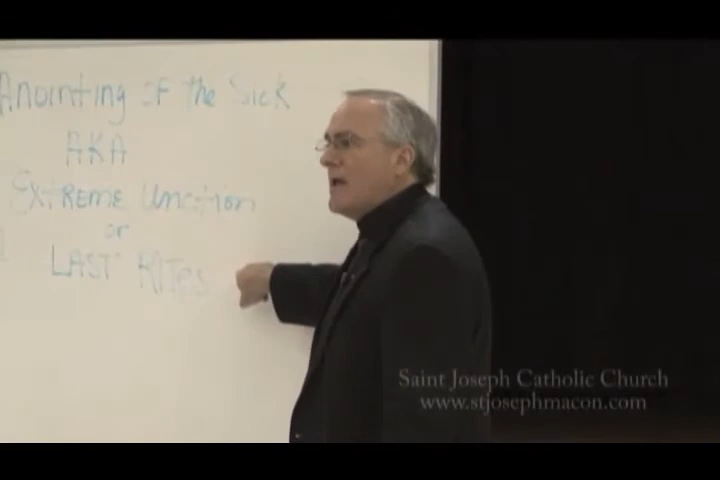 Anointing of the Sick
AKA
Extreme Unction
or
LAST RITES
Saint Joseph Catholic Church
www.stjosephmacon.com